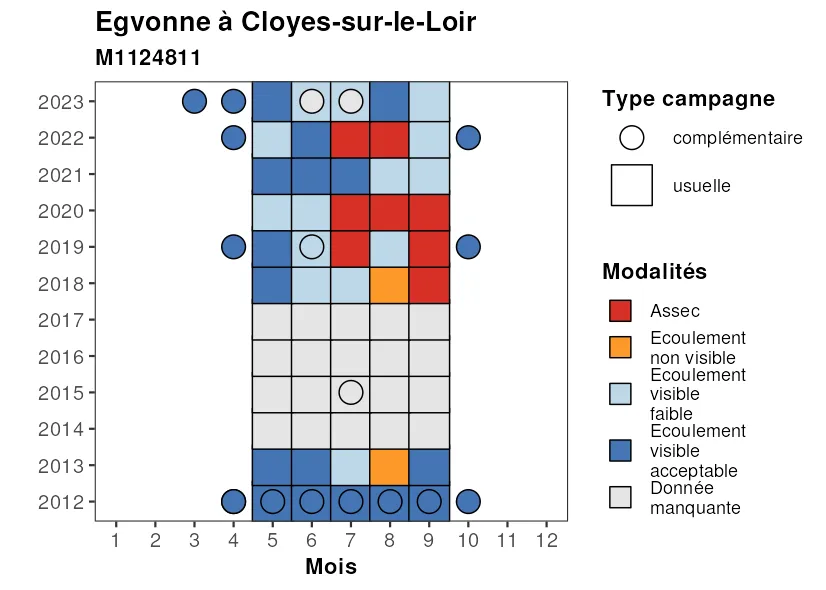 Egvonne à Cloyes-sur-le-Loir
M1124811
2023
2022
2021
2020
2019
2018
2017
2016
2015
2014
2013
2012
1 2 3 4 5 6 7 8 9 10 11 12
Mois
Type campagne
complémentaire
usuelle
Modalités
Assec
Ecoulement
non visible
Ecoulement
visible
faible
Ecoulement
visible
acceptable
Donnée
manquante